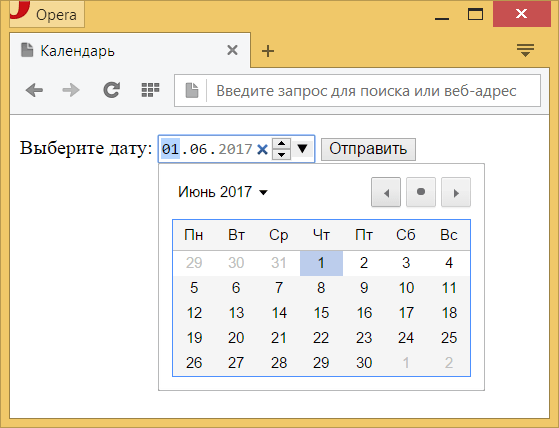 Opera
Календарь
Введите запрос для поиска или веб-адрес
Выберите дату: 01.06.2017 Отправить
Июнь 2017
Пн Вт Ср Чт Пт Сб Вс
29 30 31 1 2 3 4
5 6 7 8 9 10 11
12 13 14 15 16 17 18
19 20 21 22 23 24 25
26 27 28 29 30 1 2